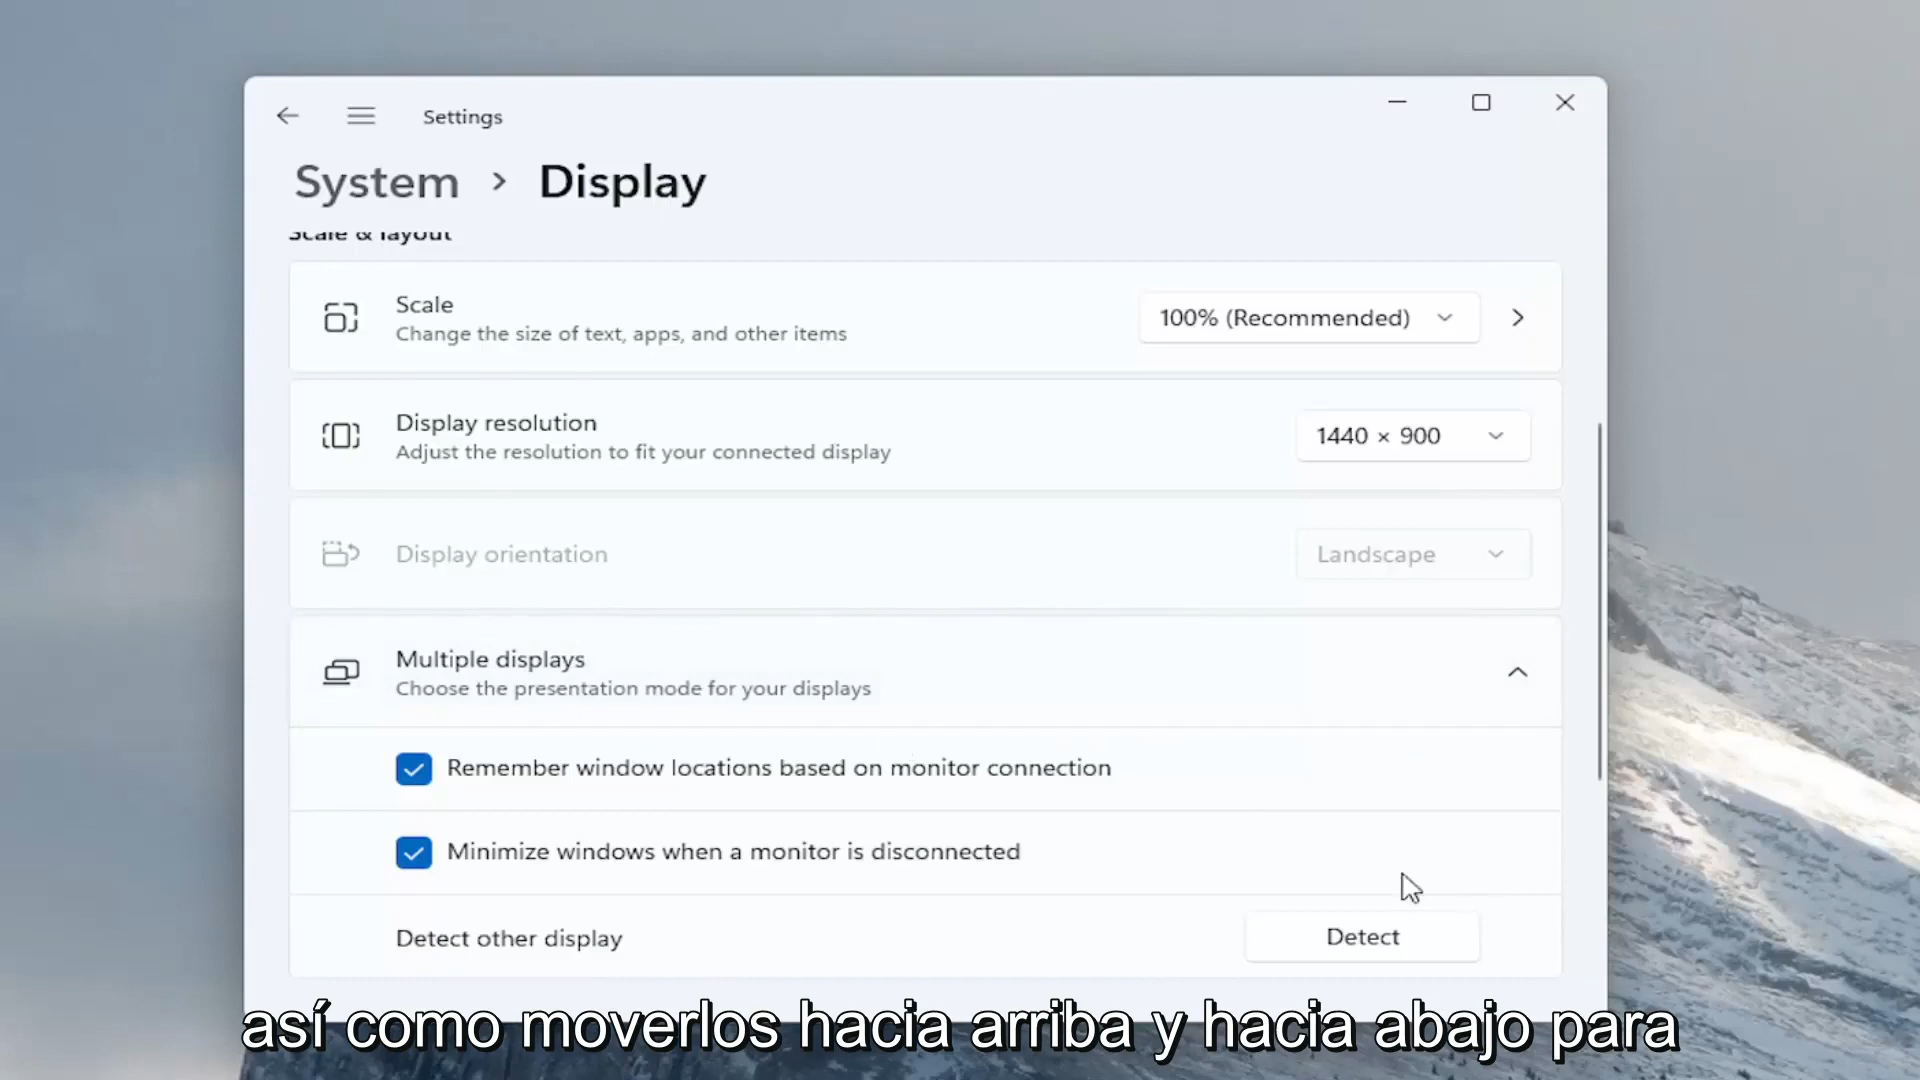 Settings
System > Display
Scale & layout
Scale
Change the size of text, apps, and other items
100% (Recommended)
Display resolution
Adjust the resolution to fit your connected display
1440 × 900
Display orientation
Landscape
Multiple displays
Choose the presentation mode for your displays
Remember window locations based on monitor connection
Minimize windows when a monitor is disconnected
Detect other display
Detect
así como moverlos hacia arriba y hacia abajo para